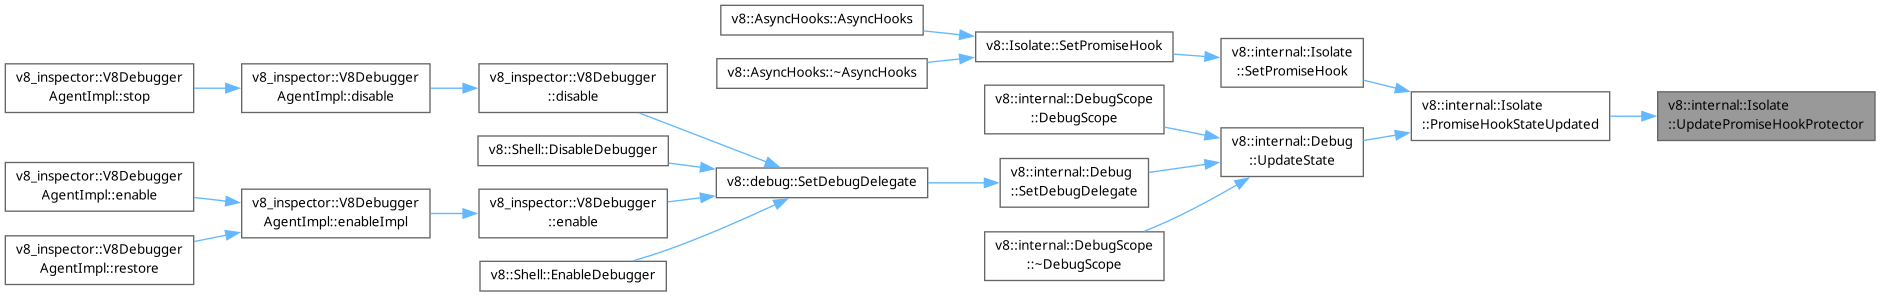 v8_inspector::V8Debugger
AgentImpl::stop
v8_inspector::V8Debugger
AgentImpl::enable
v8_inspector::V8Debugger
AgentImpl::restore
v8_inspector::V8Debugger
AgentImpl::disable
v8_inspector::V8Debugger
AgentImpl::enableImpl
v8_inspector::V8Debugger
::disable
v8::Shell::DisableDebugger
v8_inspector::V8Debugger
::enable
v8::Shell::EnableDebugger
v8::AsyncHooks::AsyncHooks
v8::AsyncHooks::~AsyncHooks
v8::debug::SetDebugDelegate
v8::Isolate::SetPromiseHook
v8::internal::DebugScope
::DebugScope
v8::internal::Debug
::SetDebugDelegate
v8::internal::DebugScope
::~DebugScope
v8::internal::Isolate
::SetPromiseHook
v8::internal::Debug
::UpdateState
v8::internal::Isolate
::PromiseHookStateUpdated
v8::internal::Isolate
::UpdatePromiseHookProtector